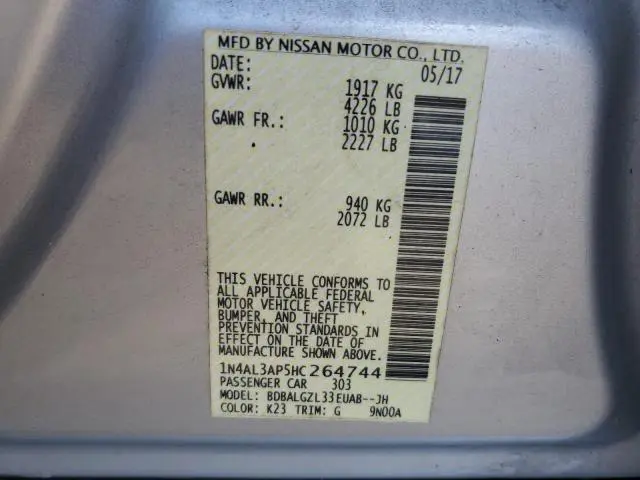 MFD BY NISSAN MOTOR CO., LTD.
DATE: 05/17
GVWR: 1917 KG
4226 LB
GAWR FR.: 1010 KG
2227 LB
GAWR RR.: 940 KG
2072 LB
THIS VEHICLE CONFORMS TO
ALL APPLICABLE FEDERAL
MOTOR VEHICLE SAFETY,
BUMPER, AND THEFT
PREVENTION STANDARDS IN
EFFECT ON THE DATE OF
MANUFACTURE SHOWN ABOVE.
1N4AL3AP5HC264744
PASSENGER CAR 303
MODEL: BDBALGZL33EUAB--JH
COLOR: K23 TRIM: G 9N00A